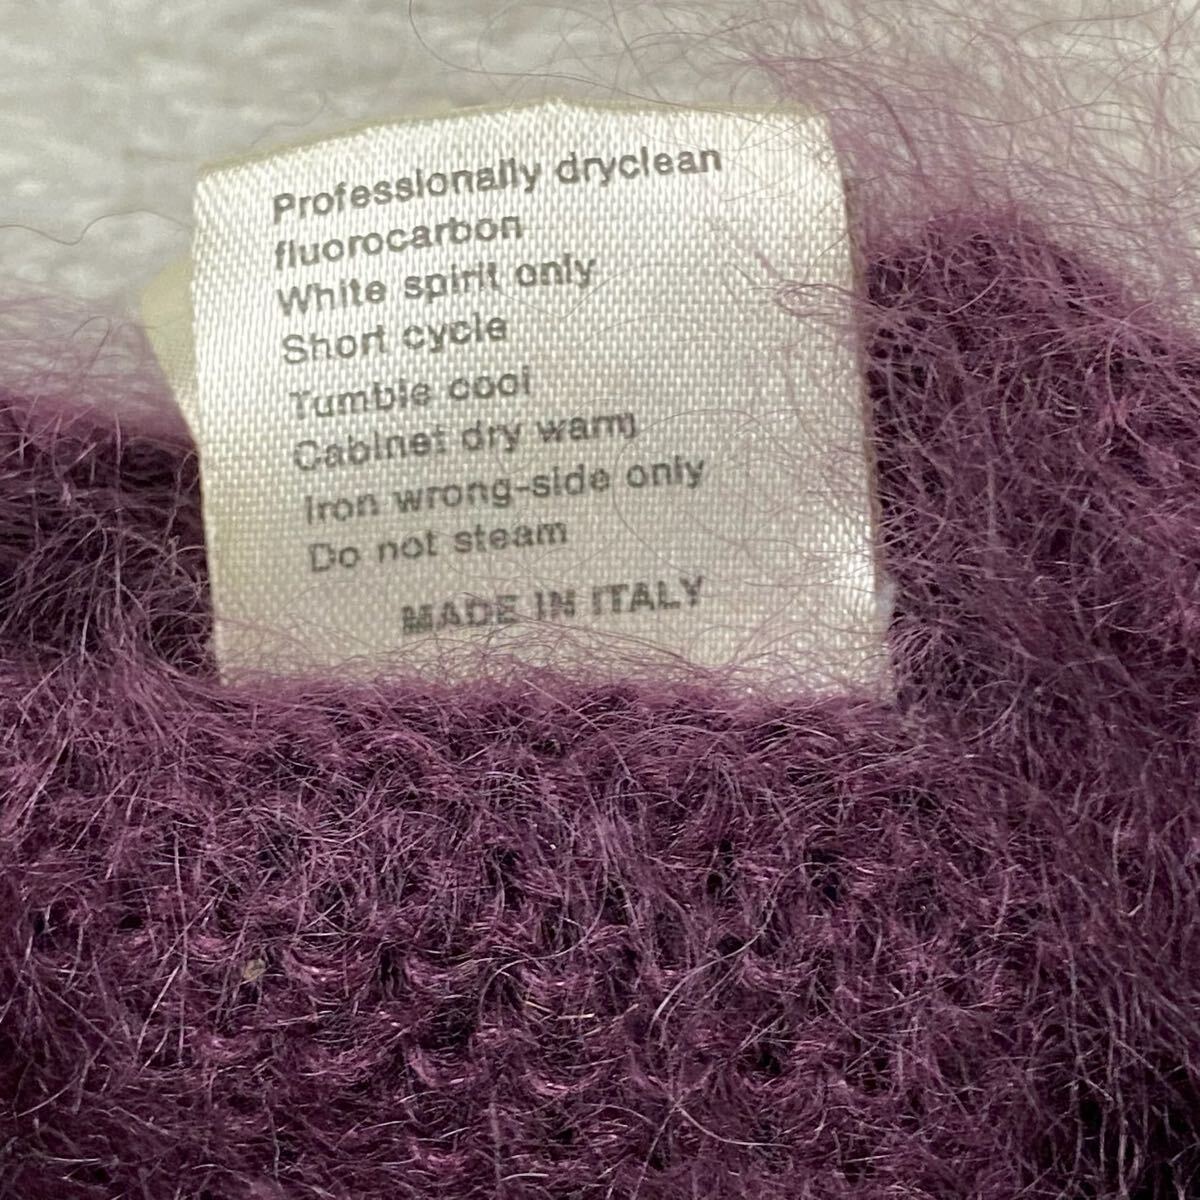 Professionally dryclean
fluorocarbon
White spirit only
Short cycle
Tumble cool
Cabinet dry warm
Iron wrong-side only
Do not steam
MADE IN ITALY